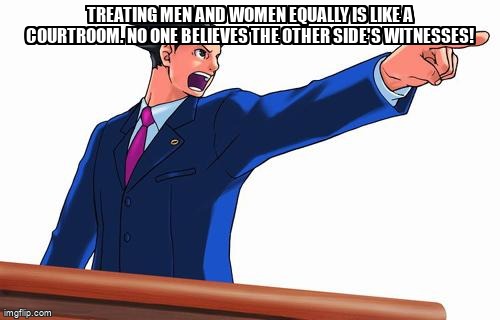 TREATING MEN AND WOMEN EQUALLY IS LIKE A
COURTROOM. NO ONE BELIEVES THE OTHER SIDE'S WITNESSES!
imgflip.com